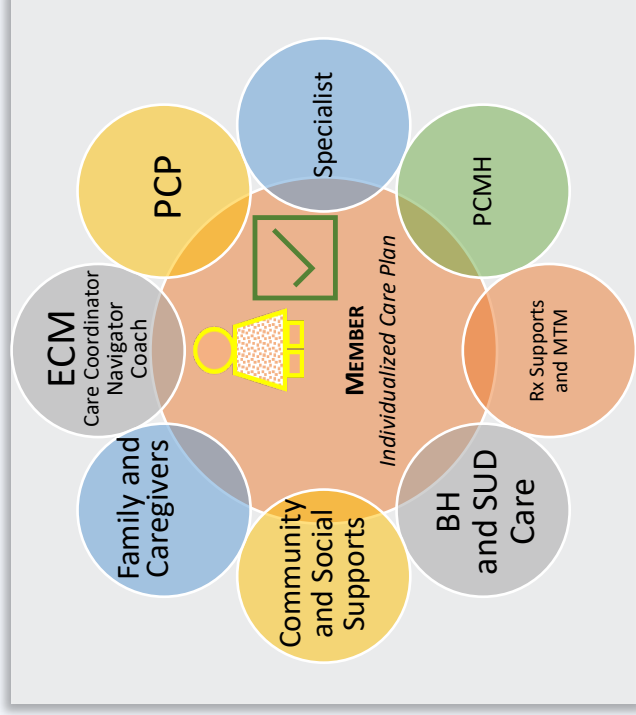 ECM
Care Coordinator
Navigator
Coach
PCP
Specialist
PCMH
Rx Supports
and MTM
BH
and SUD
Care
Community
and Social
Supports
Family and
Caregivers
MEMBER
Individualized Care Plan